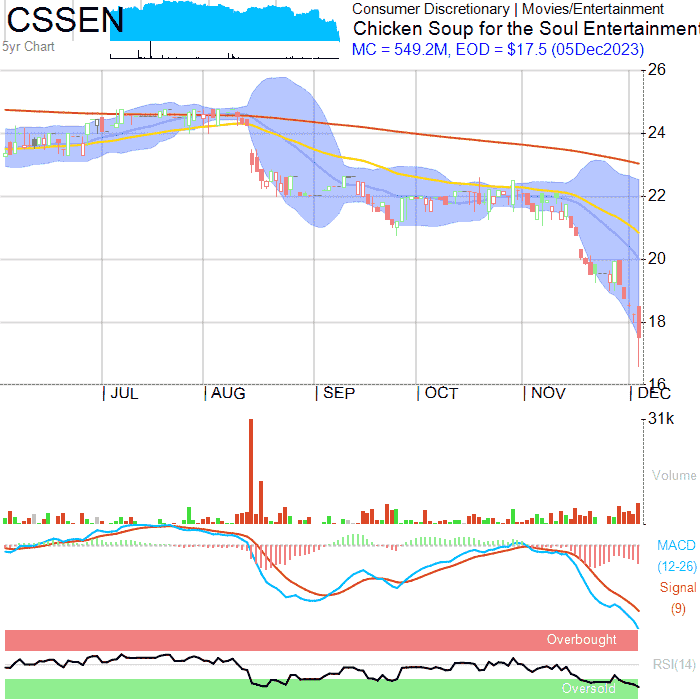 CSSEN
Consumer Discretionary | Movies/Entertainment
5yr Chart
Chicken Soup for the Soul Entertainment
MC = 549.2M, EOD = $17.5 (05Dec2023)
26
24
22
20
18
16
JUL
AUG
SEP
OCT
NOV
DEC
31k
Volume
MACD
(12-26)
Signal
(9)
Overbought
RSI(14)
Oversold